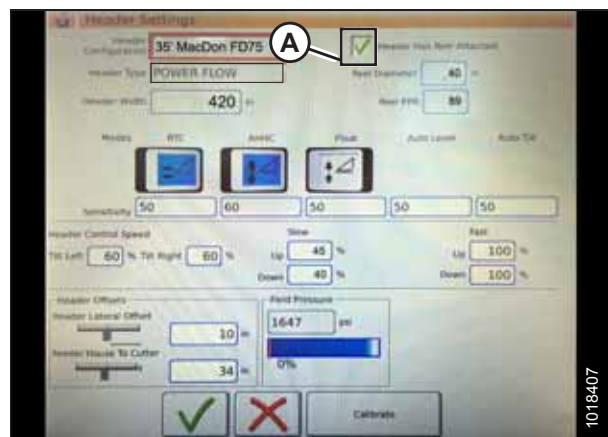 Header Settings
Header Configuration 35' MacDon FD75 A Header Has Reel Attached
Header Type POWER FLOW Reel Diameter 40 in
Header Width 420 in Reel PPR 89
Modes RTC AHHC Float Auto Level Auto Tilt
Sensitivity 50 60 50 50 50
Header Control Speed Slow Fast
Tilt Left 60 % Tilt Right 60 % Up 45 % Up 100 %
Down 40 % Down 100 %
Header Offsets Field Pressure
Header Lateral Offset 1647 psi
10 in
Feeder House To Cutter 0%
34 in
Calibrate
1018407